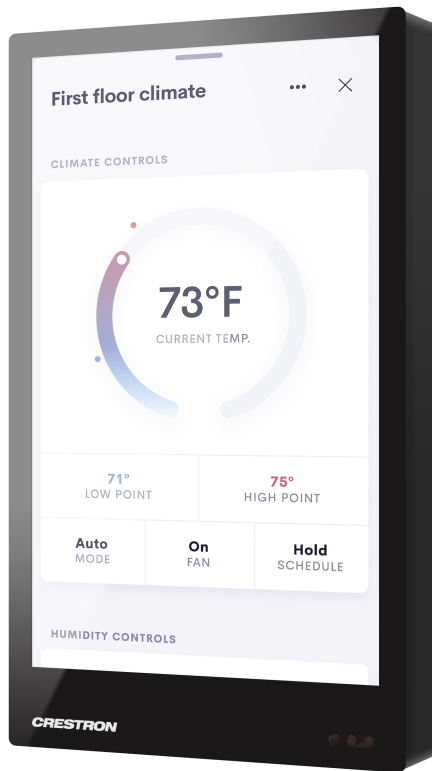 First floor climate
CLIMATE CONTROLS
73°F
CURRENT TEMP.
71°
LOW POINT
75°
HIGH POINT
Auto
MODE
On
FAN
Hold
SCHEDULE
HUMIDITY CONTROLS
CRESTRON